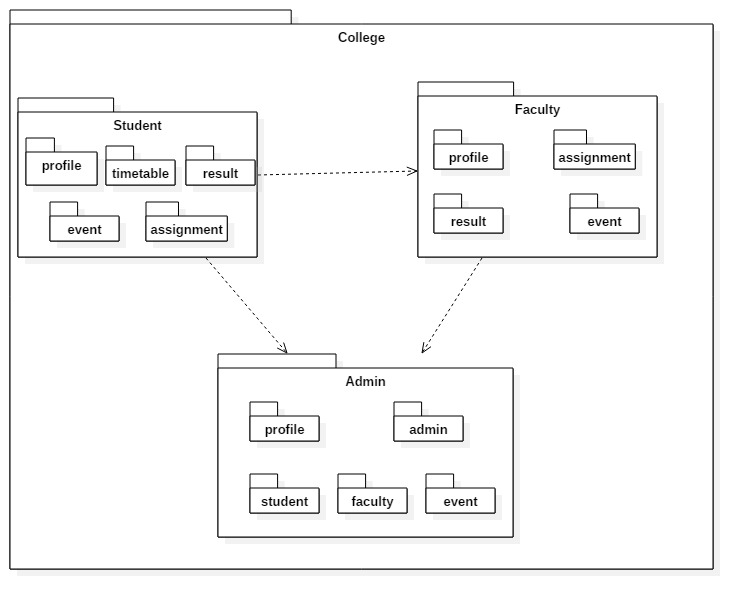 College
Student
profile
timetable
result
event
assignment
Faculty
profile
assignment
result
event
Admin
profile
admin
student
faculty
event